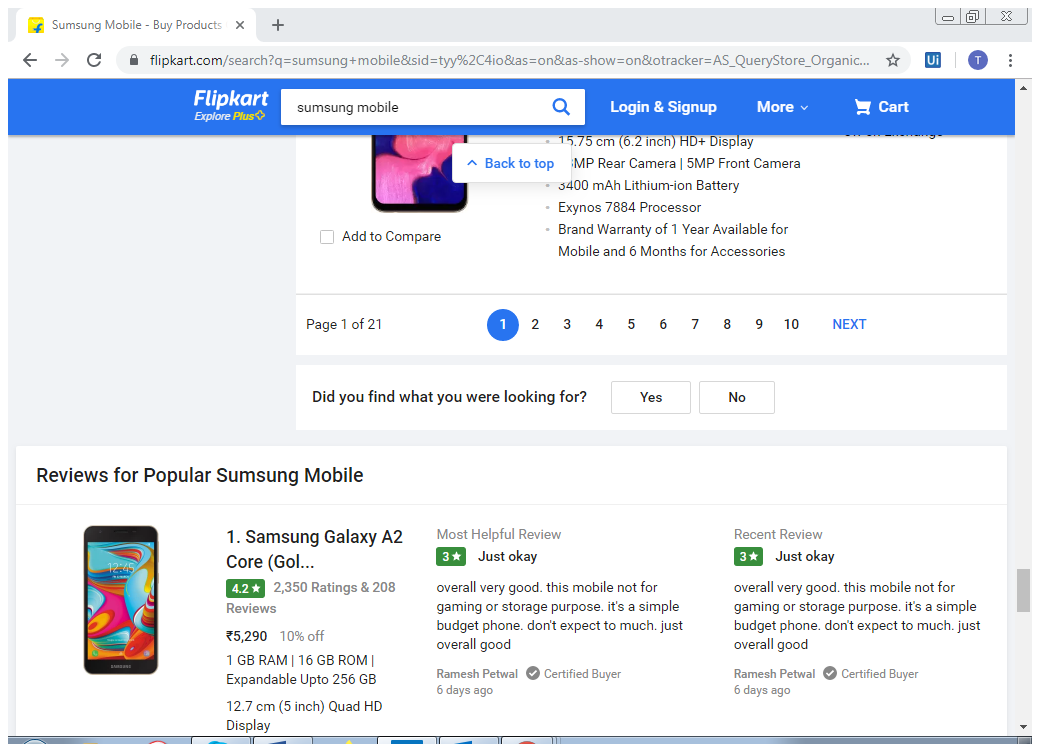 Sumsung Mobile - Buy Products
flipkart.com/search?q=sumsung+mobile&sid=tyy%2C4io&as=on&as-show=on&otracker=AS_QueryStore_Organic...
Ui
T
Flipkart
Explore Plus
sumsung mobile
Login & Signup
More
Cart
15.75 cm (6.2 inch) HD+ Display
Back to top
MP Rear Camera | 5MP Front Camera
3400 mAh Lithium-ion Battery
Exynos 7884 Processor
Add to Compare
Brand Warranty of 1 Year Available for
Mobile and 6 Months for Accessories
Page 1 of 21
1 2 3 4 5 6 7 8 9 10 NEXT
Did you find what you were looking for?
Yes
No
Reviews for Popular Sumsung Mobile
1. Samsung Galaxy A2
Core (Gol...
4.2 ★ 2,350 Ratings & 208
Reviews
₹5,290 10% off
1 GB RAM | 16 GB ROM |
Expandable Upto 256 GB
12.7 cm (5 inch) Quad HD
Display
Most Helpful Review
3 ★ Just okay
overall very good. this mobile not for
gaming or storage purpose. it's a simple
budget phone. don't expect to much. just
overall good
Ramesh Petwal Certified Buyer
6 days ago
Recent Review
3 ★ Just okay
overall very good. this mobile not for
gaming or storage purpose. it's a simple
budget phone. don't expect to much. just
overall good
Ramesh Petwal Certified Buyer
6 days ago
12:45
SAMSUNG